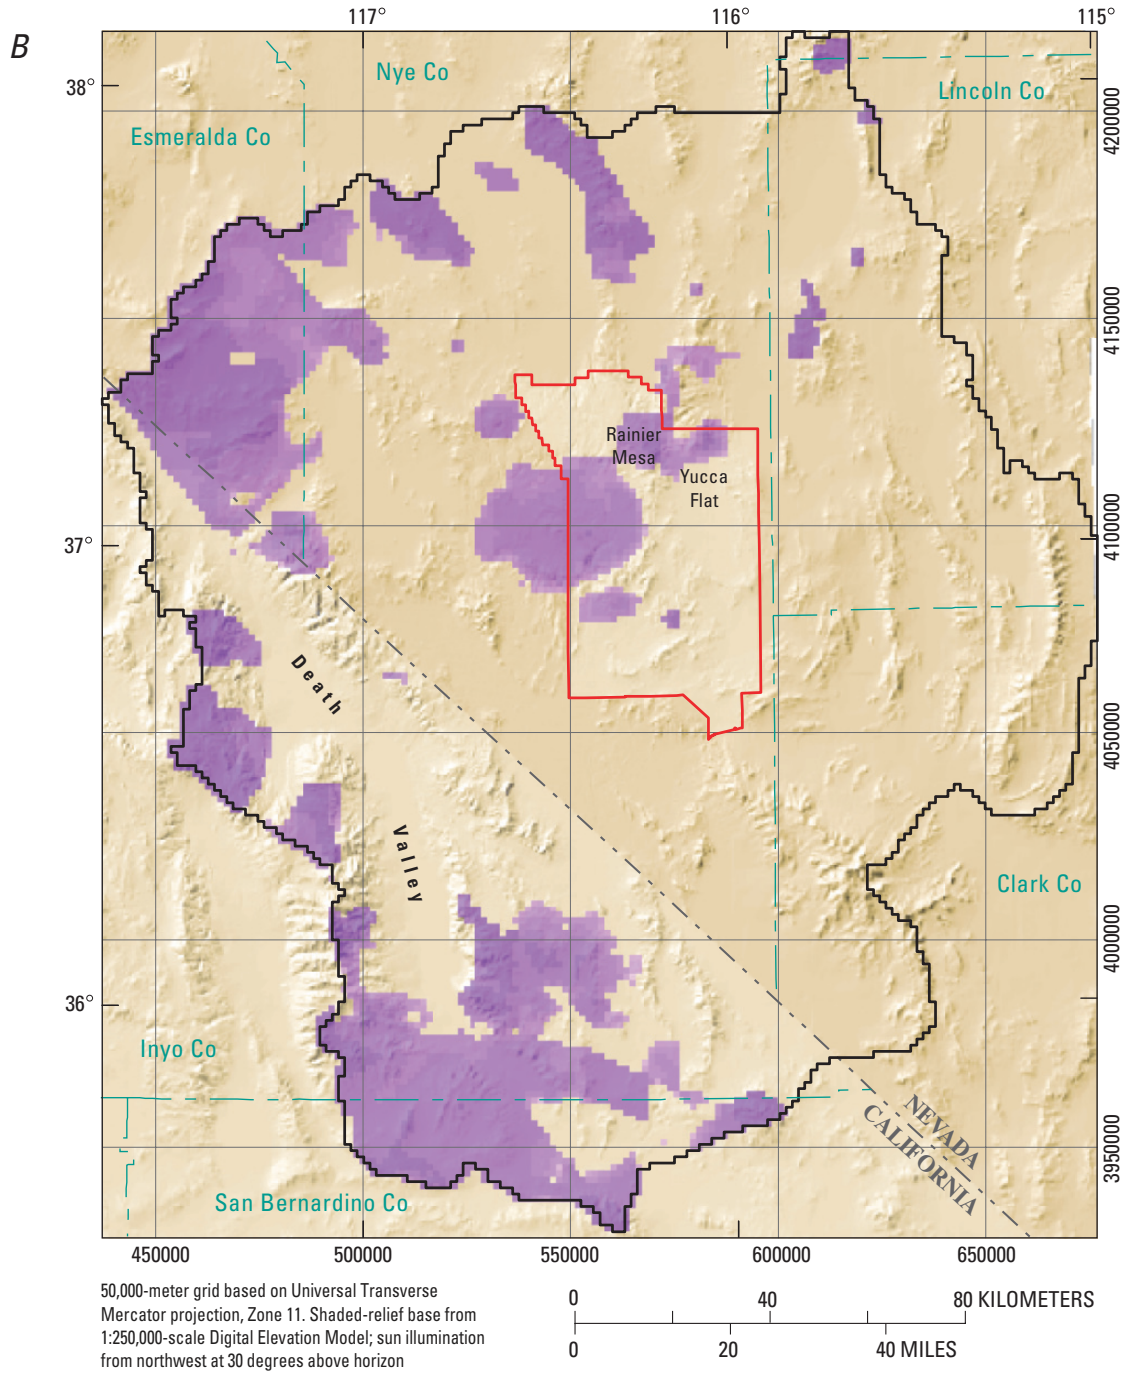 B
117°
116°
115°
38°
37°
36°
Nye Co
Lincoln Co
Esmeralda Co
4200000
4150000
4100000
4050000
4000000
3950000
Rainier
Mesa
Yucca
Flat
Death
Valley
Clark Co
Inyo Co
NEVADA
CALIFORNIA
San Bernardino Co
450000
500000
550000
600000
650000
50,000-meter grid based on Universal Transverse
Mercator projection, Zone 11. Shaded-relief base from
1:250,000-scale Digital Elevation Model; sun illumination
from northwest at 30 degrees above horizon
0 40 80 KILOMETERS
0 20 40 MILES